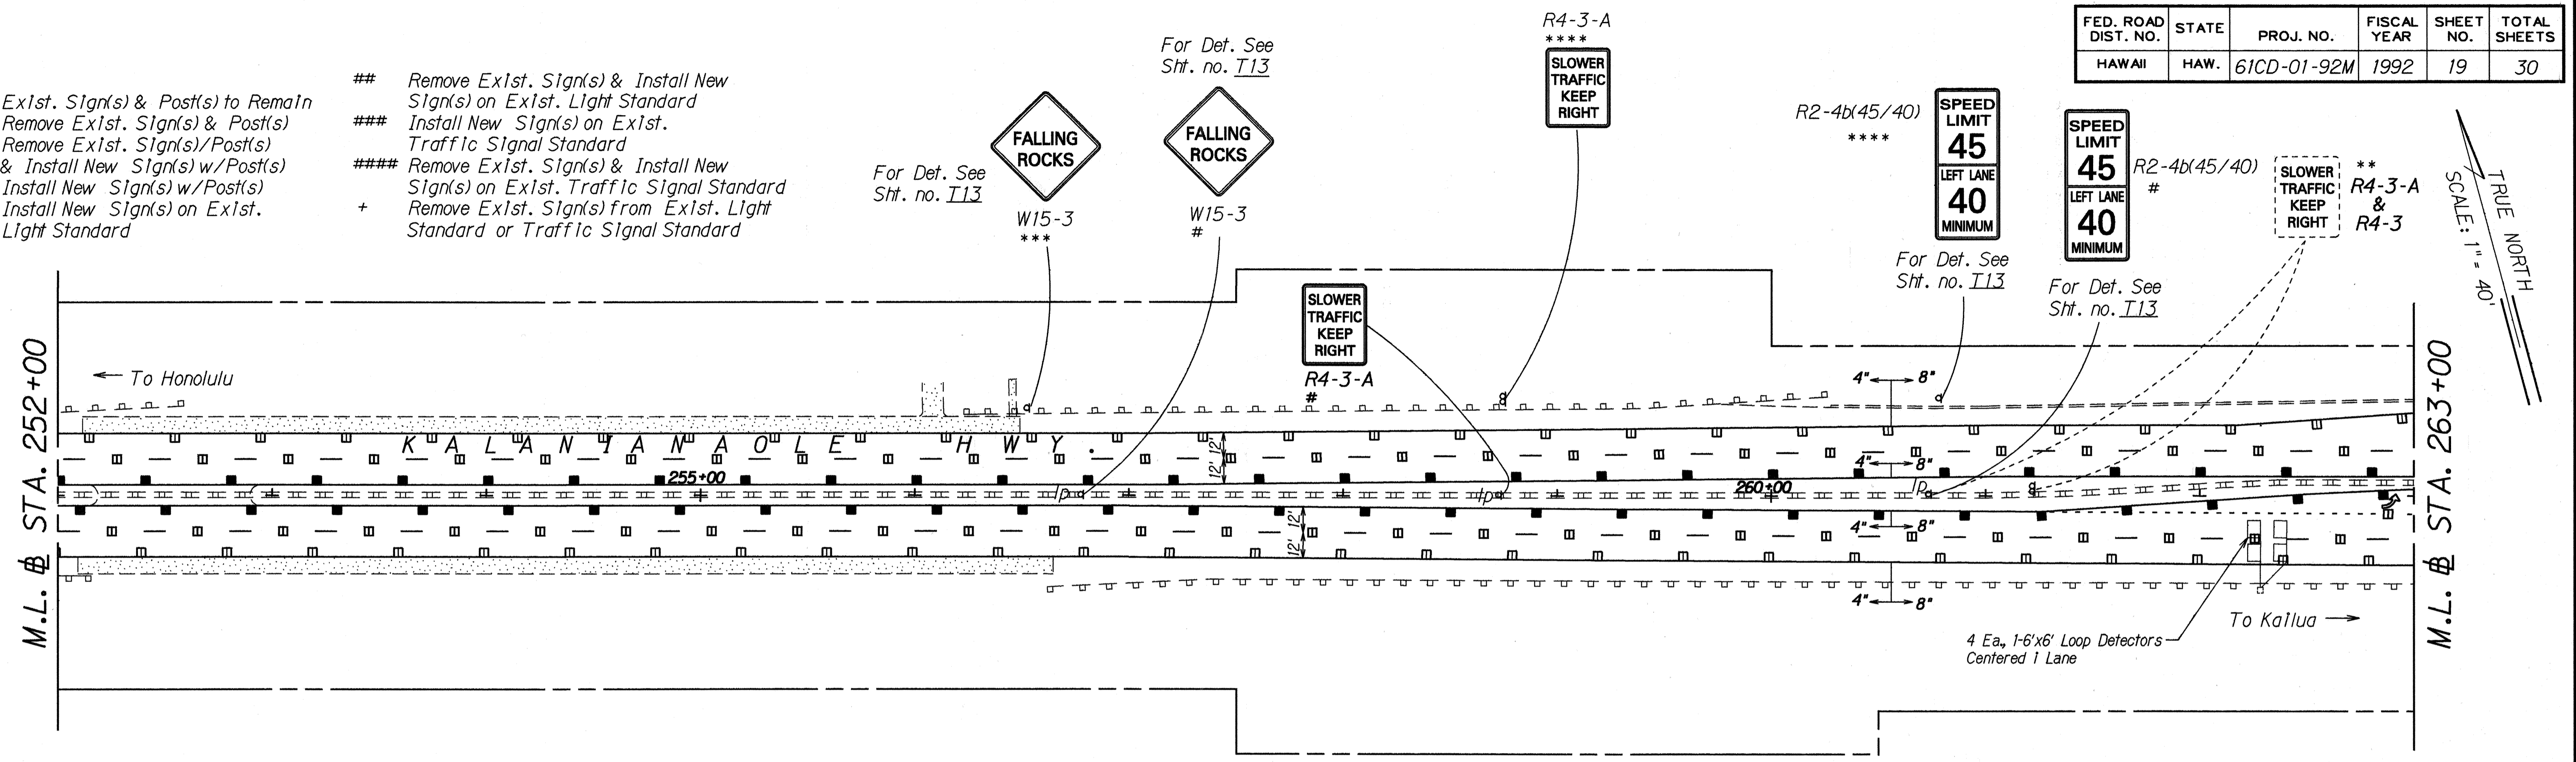 FED. ROAD DIST. NO. STATE PROJ. NO. FISCAL YEAR SHEET NO. TOTAL SHEETS
HAWAII HAW. 61CD-01-92M 1992 19 30
Exist. Sign(s) & Post(s) to Remain
Remove Exist. Sign(s) & Post(s)
Remove Exist. Sign(s)/Post(s)
& Install New Sign(s) w/Post(s)
Install New Sign(s) w/Post(s)
Install New Sign(s) on Exist.
Light Standard
## Remove Exist. Sign(s) & Install New
Sign(s) on Exist. Light Standard
### Install New Sign(s) on Exist.
Traffic Signal Standard
#### Remove Exist. Sign(s) & Install New
Sign(s) on Exist. Traffic Signal Standard
+ Remove Exist. Sign(s) from Exist. Light
Standard or Traffic Signal Standard
For Det. See
Sht. no. T13
FALLING
ROCKS
W15-3
***
For Det. See
Sht. no. T13
FALLING
ROCKS
W15-3
#
R4-3-A
****
SLOWER
TRAFFIC
KEEP
RIGHT
SLOWER
TRAFFIC
KEEP
RIGHT
R4-3-A
#
R2-4b(45/40)
****
SPEED
LIMIT
45
LEFT LANE
40
MINIMUM
For Det. See
Sht. no. T13
SPEED
LIMIT
45
LEFT LANE
40
MINIMUM
R2-4b(45/40)
#
For Det. See
Sht. no. T13
SLOWER
TRAFFIC
KEEP
RIGHT
**
R4-3-A
&
R4-3
TRUE NORTH
SCALE: 1" = 40'
M.L. B STA. 252+00
← To Honolulu
KALANIANAOLE HWY.
12' 12'
255+00
1p
1p
260+00
1p
4" 8"
4" 8"
4" 8"
4" 8"
12' 12'
4 Ea., 1-6'x6' Loop Detectors
Centered i Lane
To Kailua →
M.L. B STA. 263+00